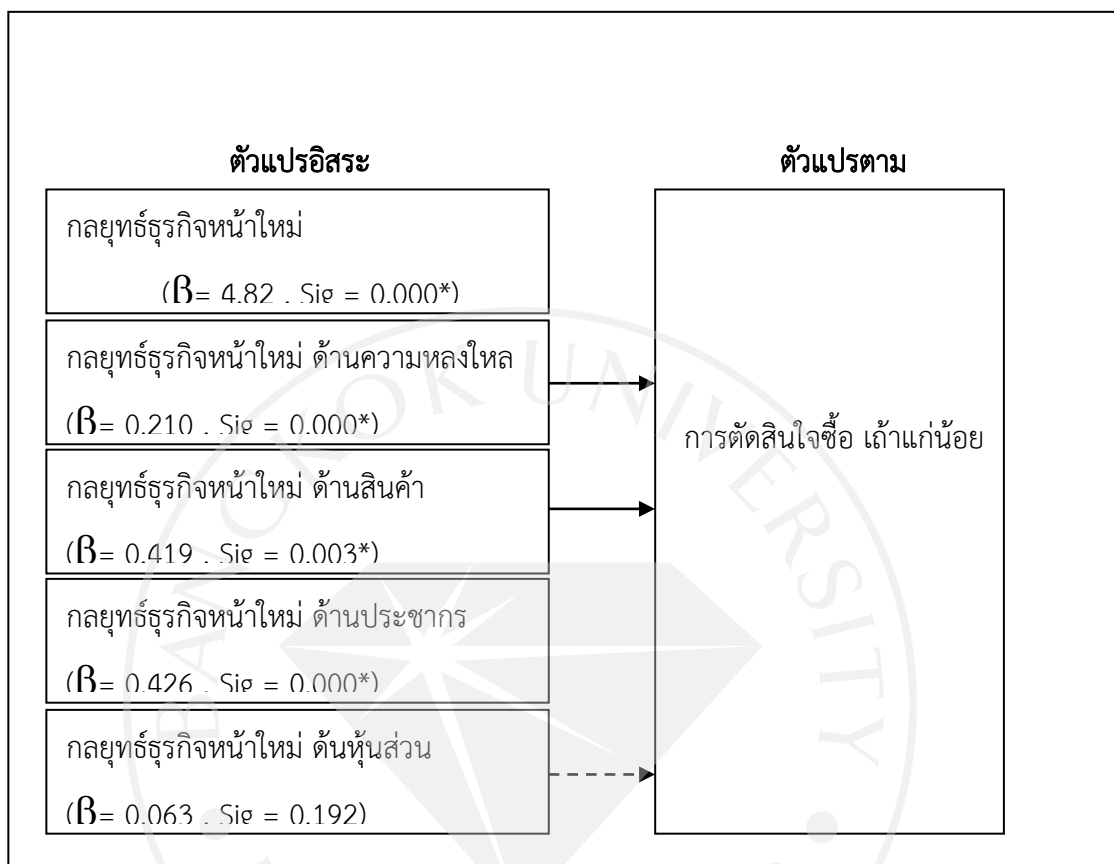 ตัวแปรอิสระ
ตัวแปรตาม
กลยุทธ์ธุรกิจหน้าใหม่
(β= 4.82 , Sig = 0.000*)
กลยุทธ์ธุรกิจหน้าใหม่ ด้านความหลงใหล
(β= 0.210 , Sig = 0.000*)
กลยุทธ์ธุรกิจหน้าใหม่ ด้านสินค้า
(β= 0.419 , Sig = 0.003*)
กลยุทธ์ธุรกิจหน้าใหม่ ด้านประชากร
(β= 0.426 , Sig = 0.000*)
กลยุทธ์ธุรกิจหน้าใหม่ ด้นหุ้นส่วน
(β= 0.063 , Sig = 0.192)
การตัดสินใจซื้อ เถ้าแก่น้อย
BANGKOK UNIVERSITY